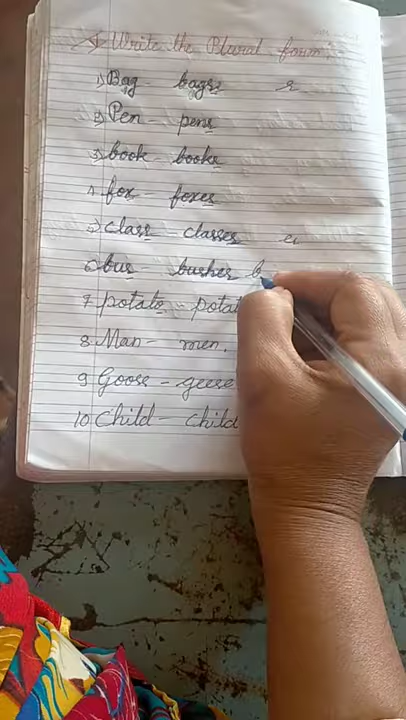 Write the Plural form:
1) Bag - bags s
2) Pen - pens
3) book - books
4 fox - foxes
5) class - classes es
6 bus - bushes b
7 potato - potat
8 Man - men.
9 Goose - geese
10 Child - child